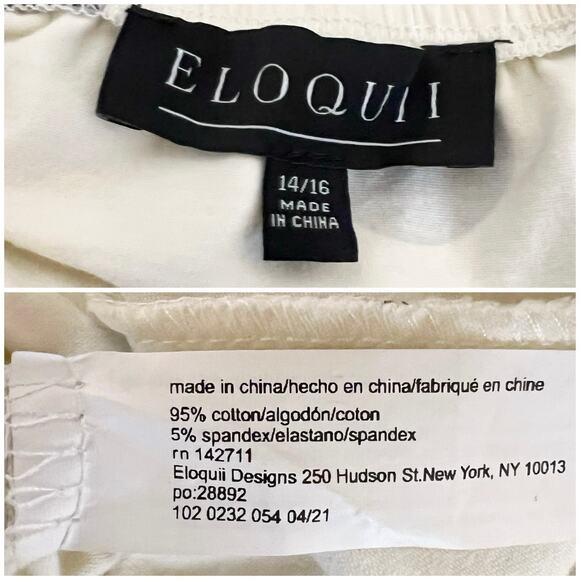 ELOQUII
14/16
MADE
IN CHINA
made in china/hecho en china/fabriqué en chine
95% cotton/algodón/coton
5% spandex/elastano/spandex
rn 142711
Eloquii Designs 250 Hudson St.New York, NY 10013
po:28892
102 0232 054 04/21